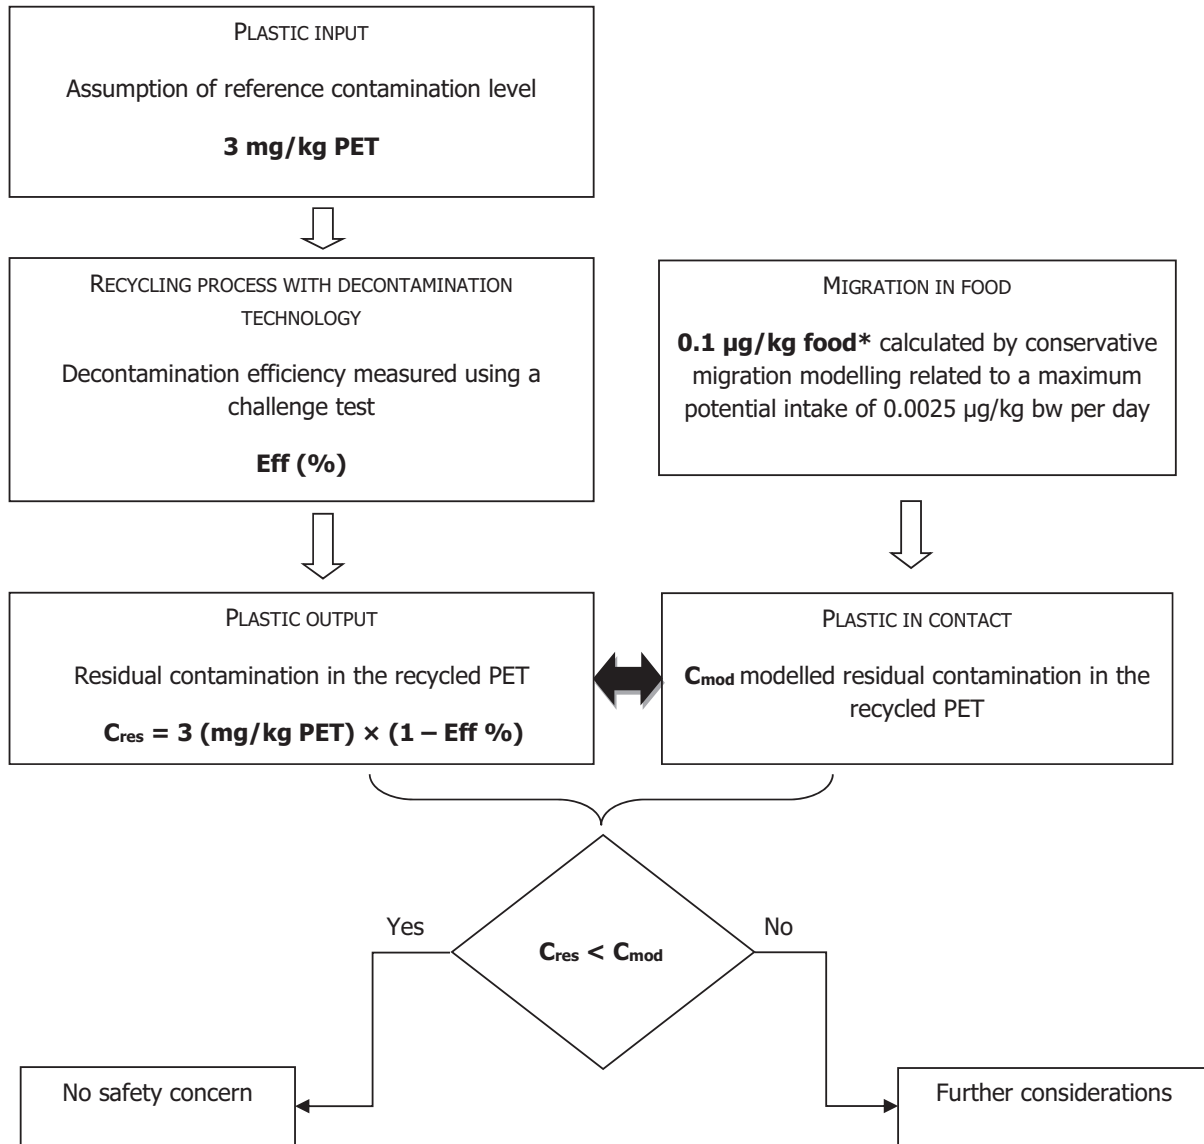 PLASTIC INPUT
Assumption of reference contamination level
3 mg/kg PET
RECYCLING PROCESS WITH DECONTAMINATION
TECHNOLOGY
Decontamination efficiency measured using a
challenge test
Eff (%)
MIGRATION IN FOOD
0.1 µg/kg food* calculated by conservative
migration modelling related to a maximum
potential intake of 0.0025 µg/kg bw per day
PLASTIC OUTPUT
Residual contamination in the recycled PET
Cres = 3 (mg/kg PET) × (1 – Eff %)
PLASTIC IN CONTACT
Cmod modelled residual contamination in the
recycled PET
Yes
No
Cres < Cmod
No safety concern
Further considerations